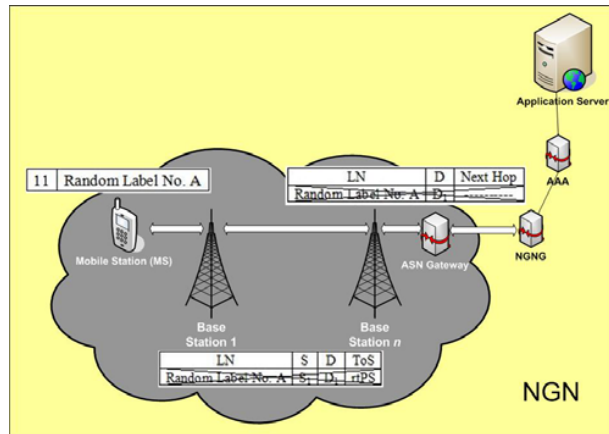 Application Server
AAA
11 Random Label No. A
LN D Next Hop
Random Label No. A D₁ --------
Mobile Station (MS)
ASN Gateway
NGNG
Base Station 1
Base Station n
LN S D ToS
Random Label No. A S₁ D₁ rtPS
NGN